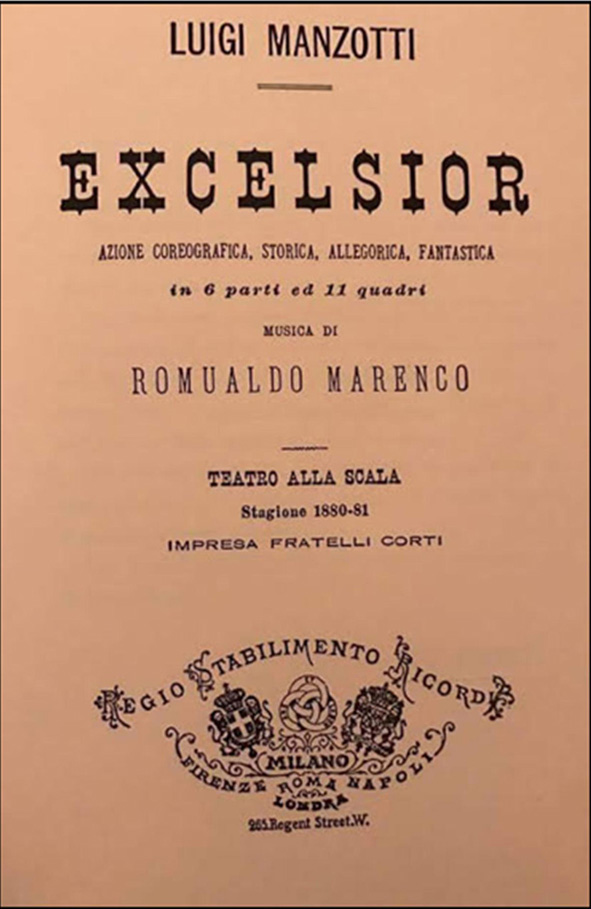 LUIGI MANZOTTI
EXCELSIOR
AZIONE COREOGRAFICA, STORICA, ALLEGORICA, FANTASTICA
in 6 parti ed 11 quadri
MUSICA DI
ROMUALDO MARENCO
TEATRO ALLA SCALA
Stagione 1880-81
IMPRESA FRATELLI CORTI
REGIO STABILIMENTO RICORDI
MILANO
FIRENZE ROMA NAPOLI
LONDRA
265.Regent Street.W.